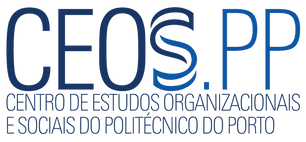 CEOS.PP
CENTRO DE ESTUDOS ORGANIZACIONAIS
E SOCIAIS DO POLITÉCNICO DO PORTO